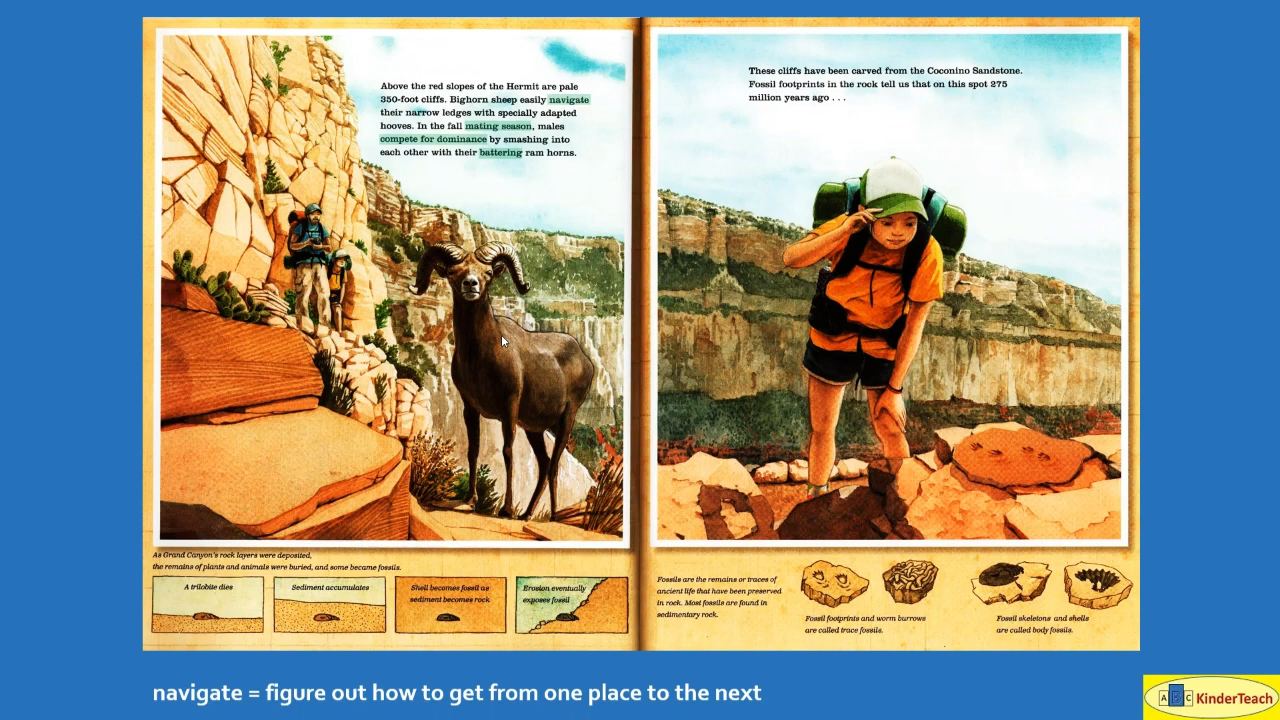 Above the red slopes of the Hermit are pale
350-foot cliffs. Bighorn sheep easily navigate
their narrow ledges with specially adapted
hooves. In the fall mating season, males
compete for dominance by smashing into
each other with their battering ram horns.
These cliffs have been carved from the Coconino Sandstone.
Fossil footprints in the rock tell us that on this spot 275
million years ago . . .
As Grand Canyon's rock layers were deposited,
the remains of plants and animals were buried, and some became fossils.
A trilobite dies
Sediment accumulates
Shell becomes fossil as
sediment becomes rock
Erosion eventually
exposes fossil
Fossils are the remains or traces of
ancient life that have been preserved
in rock. Most fossils are found in
sedimentary rock.
Fossil footprints and worm burrows
are called trace fossils.
Fossil skeletons and shells
are called body fossils.
navigate = figure out how to get from one place to the next
A B C KinderTeach